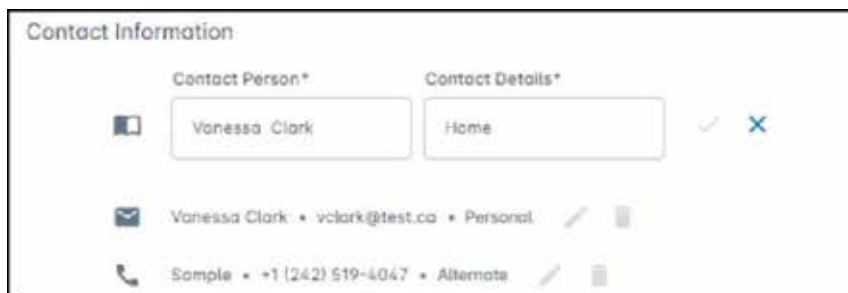 Contact Information
Contact Person* Contact Details*
Vanessa Clark Home
Vanessa Clark • vclark@test.ca • Personal
Sample • +1 (242) 519-4047 • Alternate